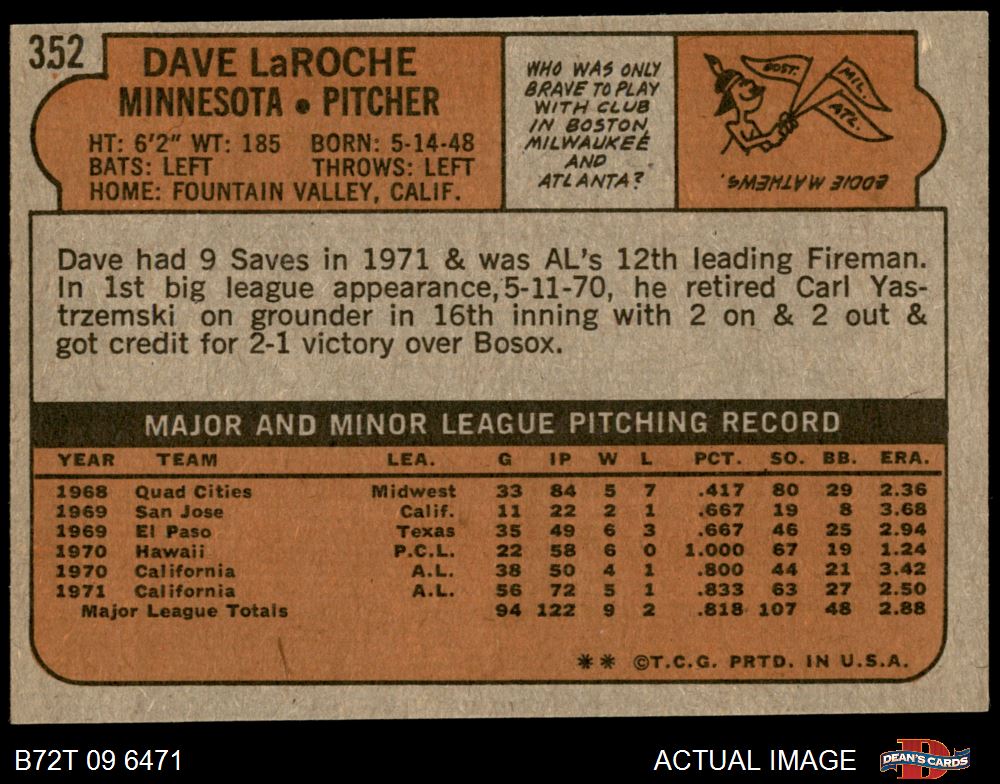 352
DAVE LaROCHE
MINNESOTA • PITCHER
HT: 6'2" WT: 185 BORN: 5-14-48
BATS: LEFT THROWS: LEFT
HOME: FOUNTAIN VALLEY, CALIF.
WHO WAS ONLY
BRAVE TO PLAY
WITH CLUB
IN BOSTON,
MILWAUKEE
AND
ATLANTA?
BOST.
MIL.
ATL.
EDDIE MATHEWS.
Dave had 9 Saves in 1971 & was AL's 12th leading Fireman.
In 1st big league appearance, 5-11-70, he retired Carl Yas-
trzemski on grounder in 16th inning with 2 on & 2 out &
got credit for 2-1 victory over Bosox.
MAJOR AND MINOR LEAGUE PITCHING RECORD
YEAR TEAM LEA. G IP W L PCT. SO. BB. ERA.
1968 Quad Cities Midwest 33 84 5 7 .417 80 29 2.36
1969 San Jose Calif. 11 22 2 1 .667 19 8 3.68
1969 El Paso Texas 35 49 6 3 .667 46 25 2.94
1970 Hawaii P.C.L. 22 58 6 0 1.000 67 19 1.24
1970 California A.L. 38 50 4 1 .800 44 21 3.42
1971 California A.L. 56 72 5 1 .833 63 27 2.50
Major League Totals 94 122 9 2 .818 107 48 2.88
** ©T.C.G. PRTD. IN U.S.A.
B72T 09 6471
ACTUAL IMAGE
D
DEAN'S CARDS